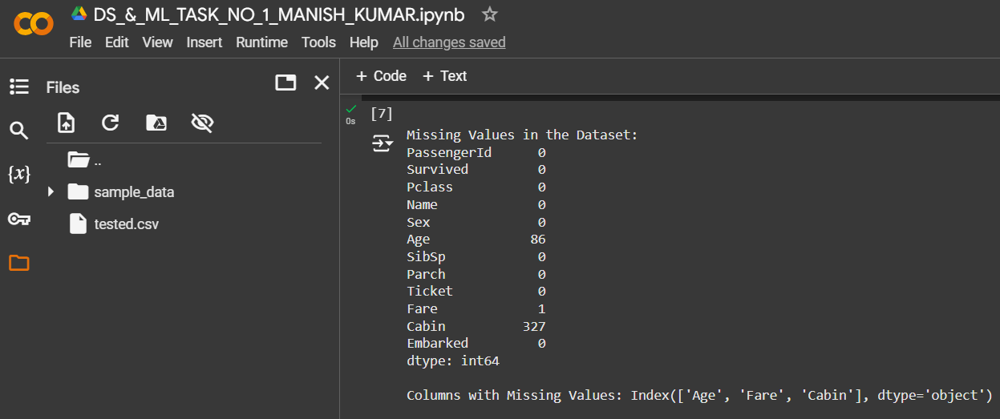 DS_&_ML_TASK_NO_1_MANISH_KUMAR.ipynb
File Edit View Insert Runtime Tools Help All changes saved
Files
+ Code + Text
..
sample_data
tested.csv
{x}
0s
[7]
Missing Values in the Dataset:
PassengerId 0
Survived 0
Pclass 0
Name 0
Sex 0
Age 86
SibSp 0
Parch 0
Ticket 0
Fare 1
Cabin 327
Embarked 0
dtype: int64
Columns with Missing Values: Index(['Age', 'Fare', 'Cabin'], dtype='object')